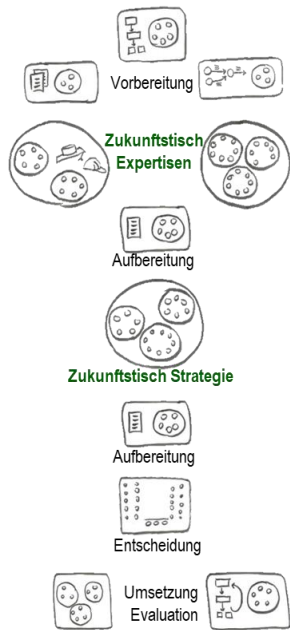 Vorbereitung
Zukunftstisch
Expertisen
Aufbereitung
Zukunftstisch Strategie
Aufbereitung
Entscheidung
Umsetzung
Evaluation